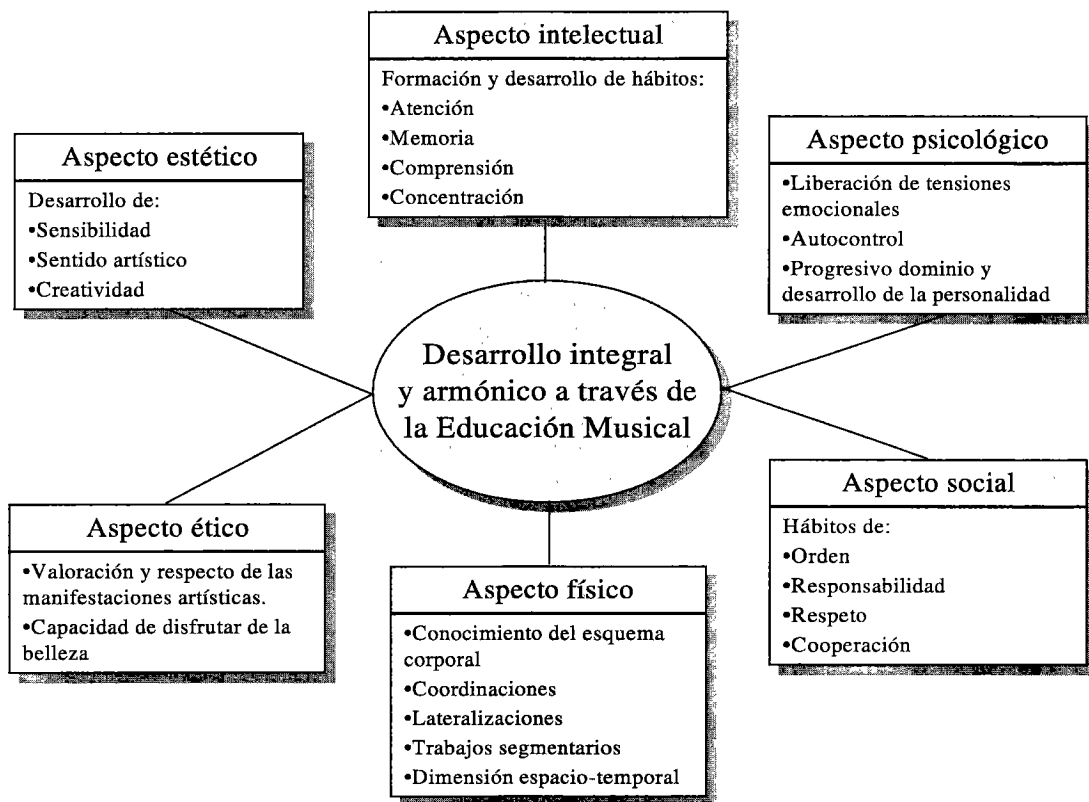 Aspecto intelectual
Formación y desarrollo de hábitos:
•Atención
•Memoria
•Comprensión
•Concentración
Aspecto estético
Desarrollo de:
•Sensibilidad
•Sentido artístico
•Creatividad
Aspecto psicológico
•Liberación de tensiones
emocionales
•Autocontrol
•Progresivo dominio y
desarrollo de la personalidad
Desarrollo integral
y armónico a través de
la Educación Musical
Aspecto ético
•Valoración y respecto de las
manifestaciones artísticas.
•Capacidad de disfrutar de la
belleza
Aspecto físico
•Conocimiento del esquema
corporal
•Coordinaciones
•Lateralizaciones
•Trabajos segmentarios
•Dimensión espacio-temporal
Aspecto social
Hábitos de:
•Orden
•Responsabilidad
•Respeto
•Cooperación